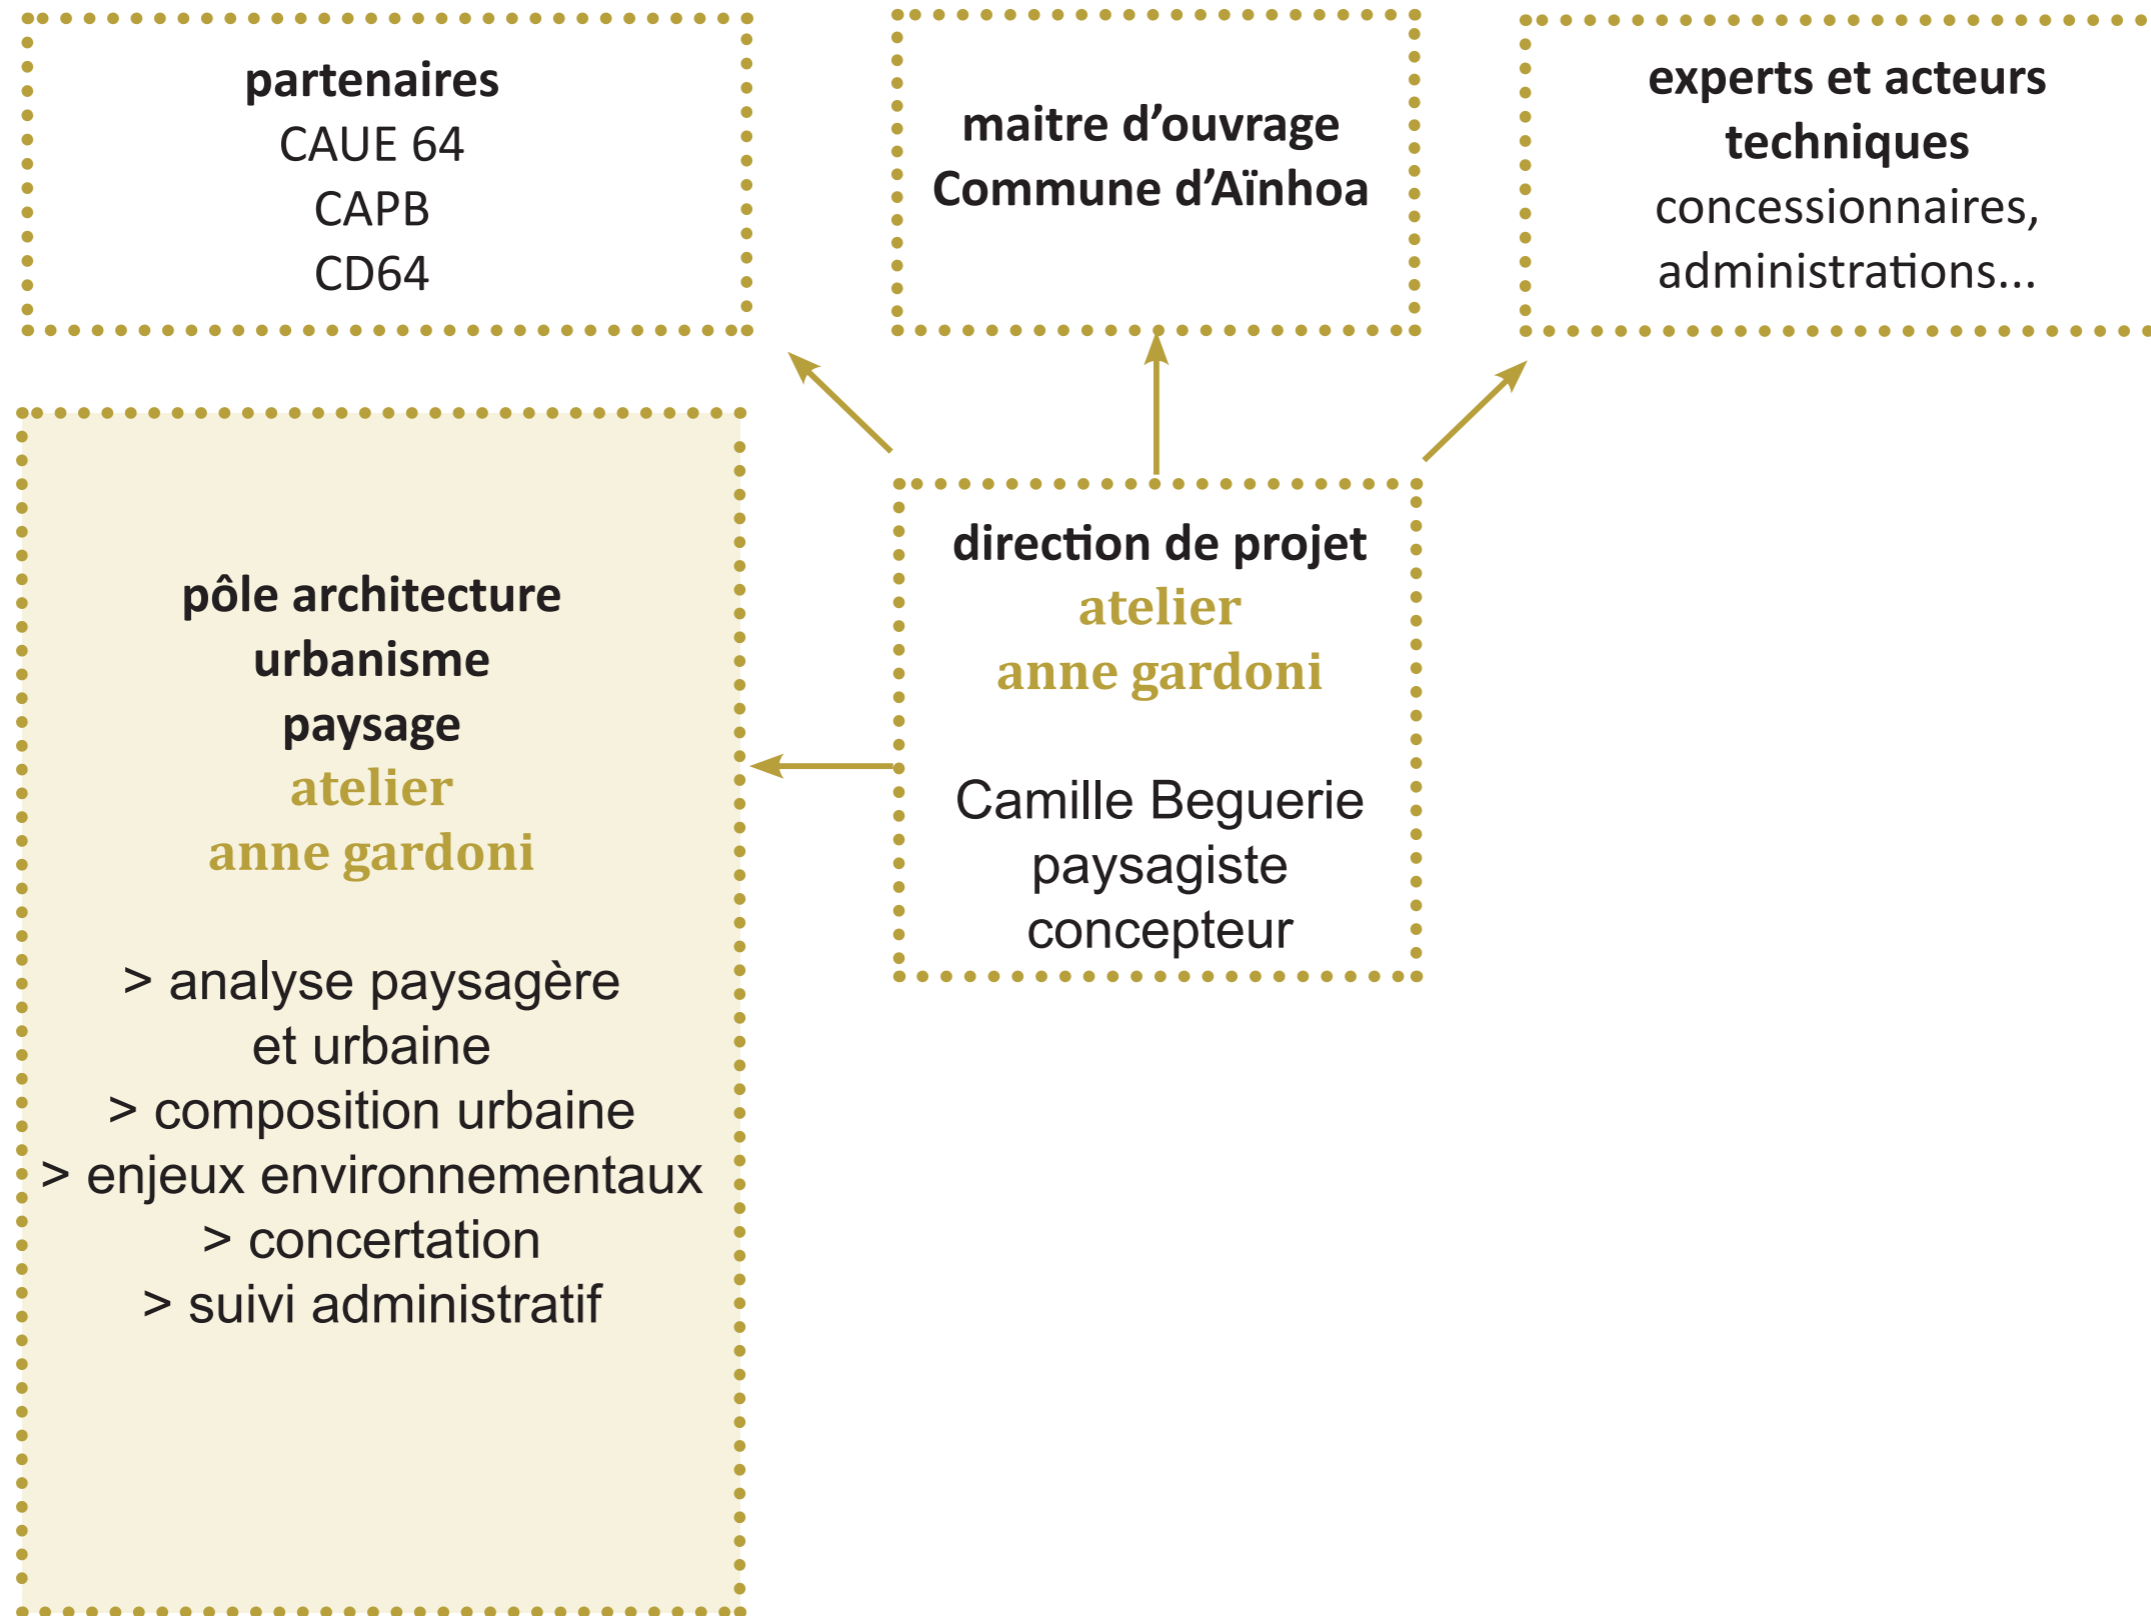 partenaires
CAUE 64
CAPB
CD64
maitre d’ouvrage
Commune d’Aïnhoa
experts et acteurs
techniques
concessionnaires,
administrations...
pôle architecture
urbanisme
paysage
atelier
anne gardoni
> analyse paysagère
et urbaine
> composition urbaine
> enjeux environnementaux
> concertation
> suivi administratif
direction de projet
atelier
anne gardoni
Camille Beguerie
paysagiste
concepteur